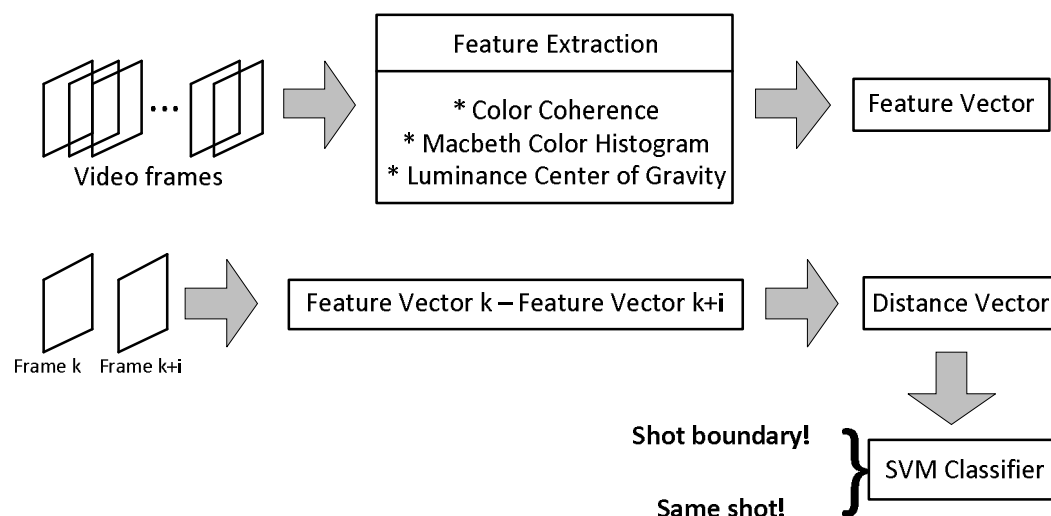 Feature Extraction
* Color Coherence
* Macbeth Color Histogram
* Luminance Center of Gravity
...
Video frames
Feature Vector
Frame k
Frame k+i
Feature Vector k – Feature Vector k+i
Distance Vector
Shot boundary!
SVM Classifier
Same shot!